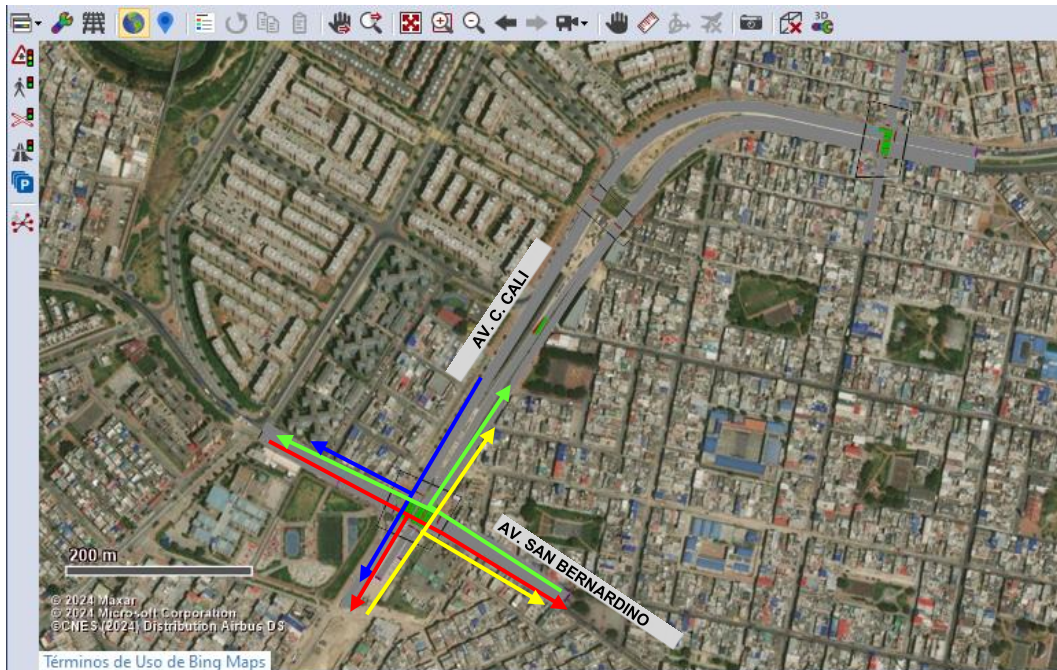 3D
P
AV. C. CALI
AV. SAN BERNARDINO
200 m
© 2024 Maxar
© 2024 Microsoft Corporation
©CNES (2024) Distribution Airbus DS
Términos de Uso de Bing Maps